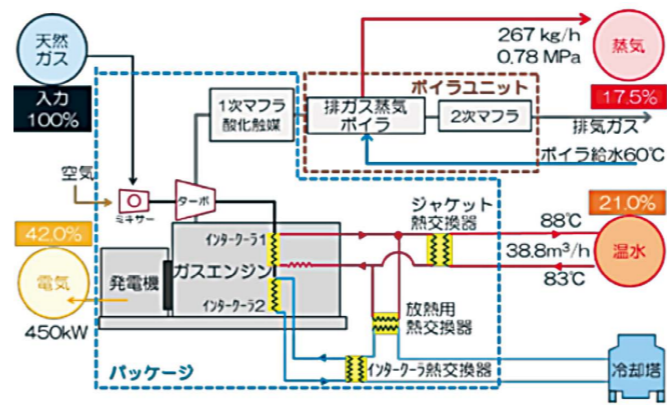 天然
ガス
入力
100%
267 kg/h
0.78 MPa
蒸気
17.5%
ボイラユニット
1次マフラ
酸化触媒
排ガス蒸気
ボイラ
2次マフラ
排気ガス
ボイラ給水60℃
空気
ミキサー
ターボ
ジャケット
熱交換器
88℃
38.8m³/h
83℃
21.0%
温水
42.0%
電気
450kW
発電機
インタークーラ1
ガスエンジン
インタークーラ2
放熱用
熱交換器
インタークーラ熱交換器
パッケージ
冷却塔